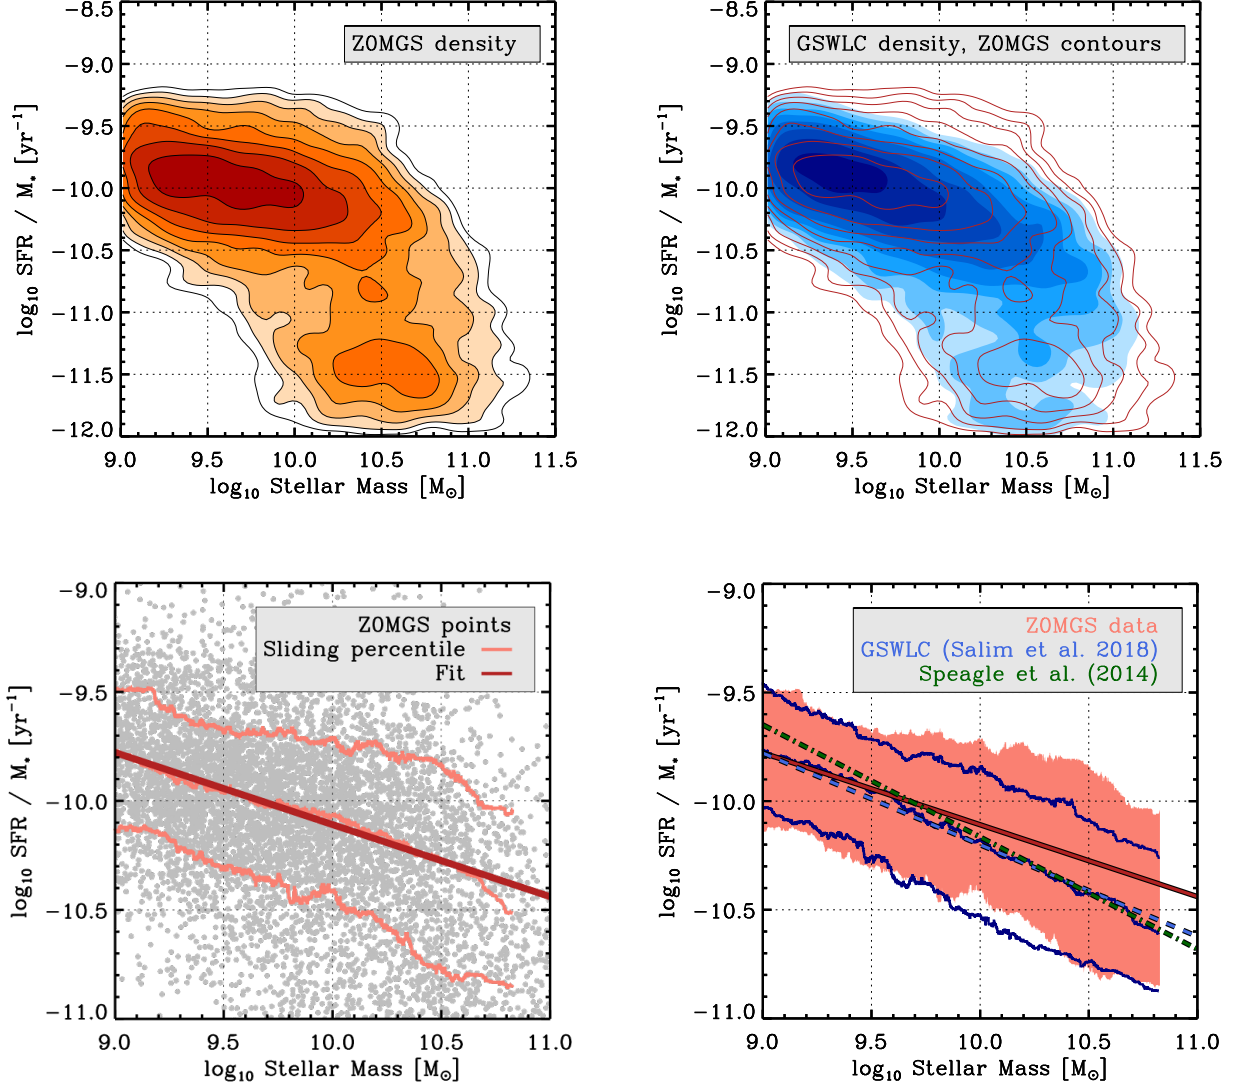 Z0MGS density
−8.5
−9.0
−9.5
−10.0
−10.5
−11.0
−11.5
−12.0
log₁₀ SFR / M⋆ [yr⁻¹]
9.0 9.5 10.0 10.5 11.0 11.5
log₁₀ Stellar Mass [M⊙]
GSWLC density, Z0MGS contours
−8.5
−9.0
−9.5
−10.0
−10.5
−11.0
−11.5
−12.0
log₁₀ SFR / M⋆ [yr⁻¹]
9.0 9.5 10.0 10.5 11.0 11.5
log₁₀ Stellar Mass [M⊙]
Z0MGS points
Sliding percentile
Fit
−9.0
−9.5
−10.0
−10.5
−11.0
log₁₀ SFR / M⋆ [yr⁻¹]
9.0 9.5 10.0 10.5 11.0
log₁₀ Stellar Mass [M⊙]
Z0MGS data
GSWLC (Salim et al. 2018)
Speagle et al. (2014)
−9.0
−9.5
−10.0
−10.5
−11.0
log₁₀ SFR / M⋆ [yr⁻¹]
9.0 9.5 10.0 10.5 11.0
log₁₀ Stellar Mass [M⊙]